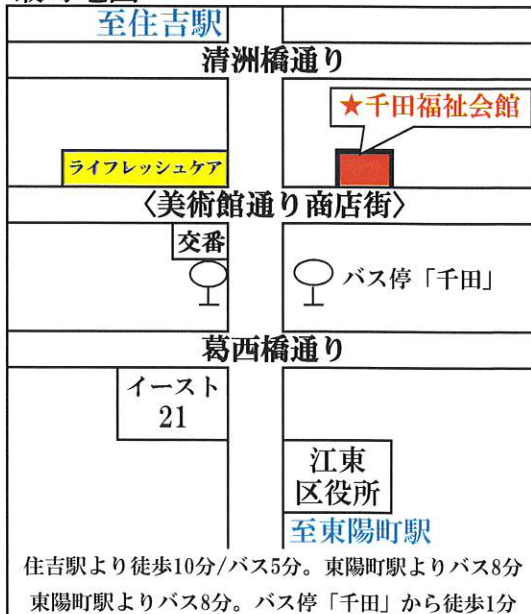 至住吉駅
清洲橋通り
★千田福祉会館
ライフレッシュケア
〈美術館通り商店街〉
交番
バス停「千田」
葛西橋通り
イースト
21
江東
区役所
至東陽町駅
住吉駅より徒歩10分/バス5分。東陽町駅よりバス8分
東陽町駅よりバス8分。バス停「千田」から徒歩1分